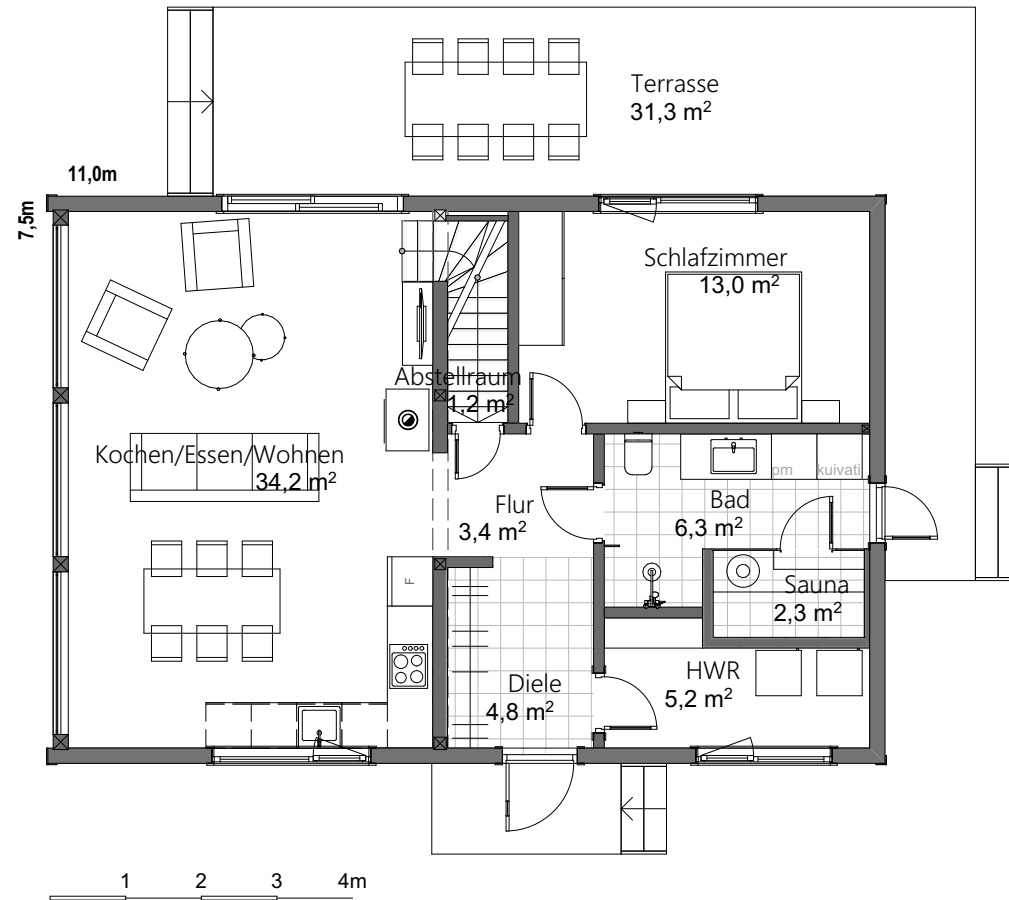 Terrasse
31,3 m²
11,0m
7,5m
Schlafzimmer
13,0 m²
Abstellraum
1,2 m²
Kochen/Essen/Wohnen
34,2 m²
pm kuivati
Flur
3,4 m²
Bad
6,3 m²
F
Sauna
2,3 m²
Diele
4,8 m²
HWR
5,2 m²
1 2 3 4m